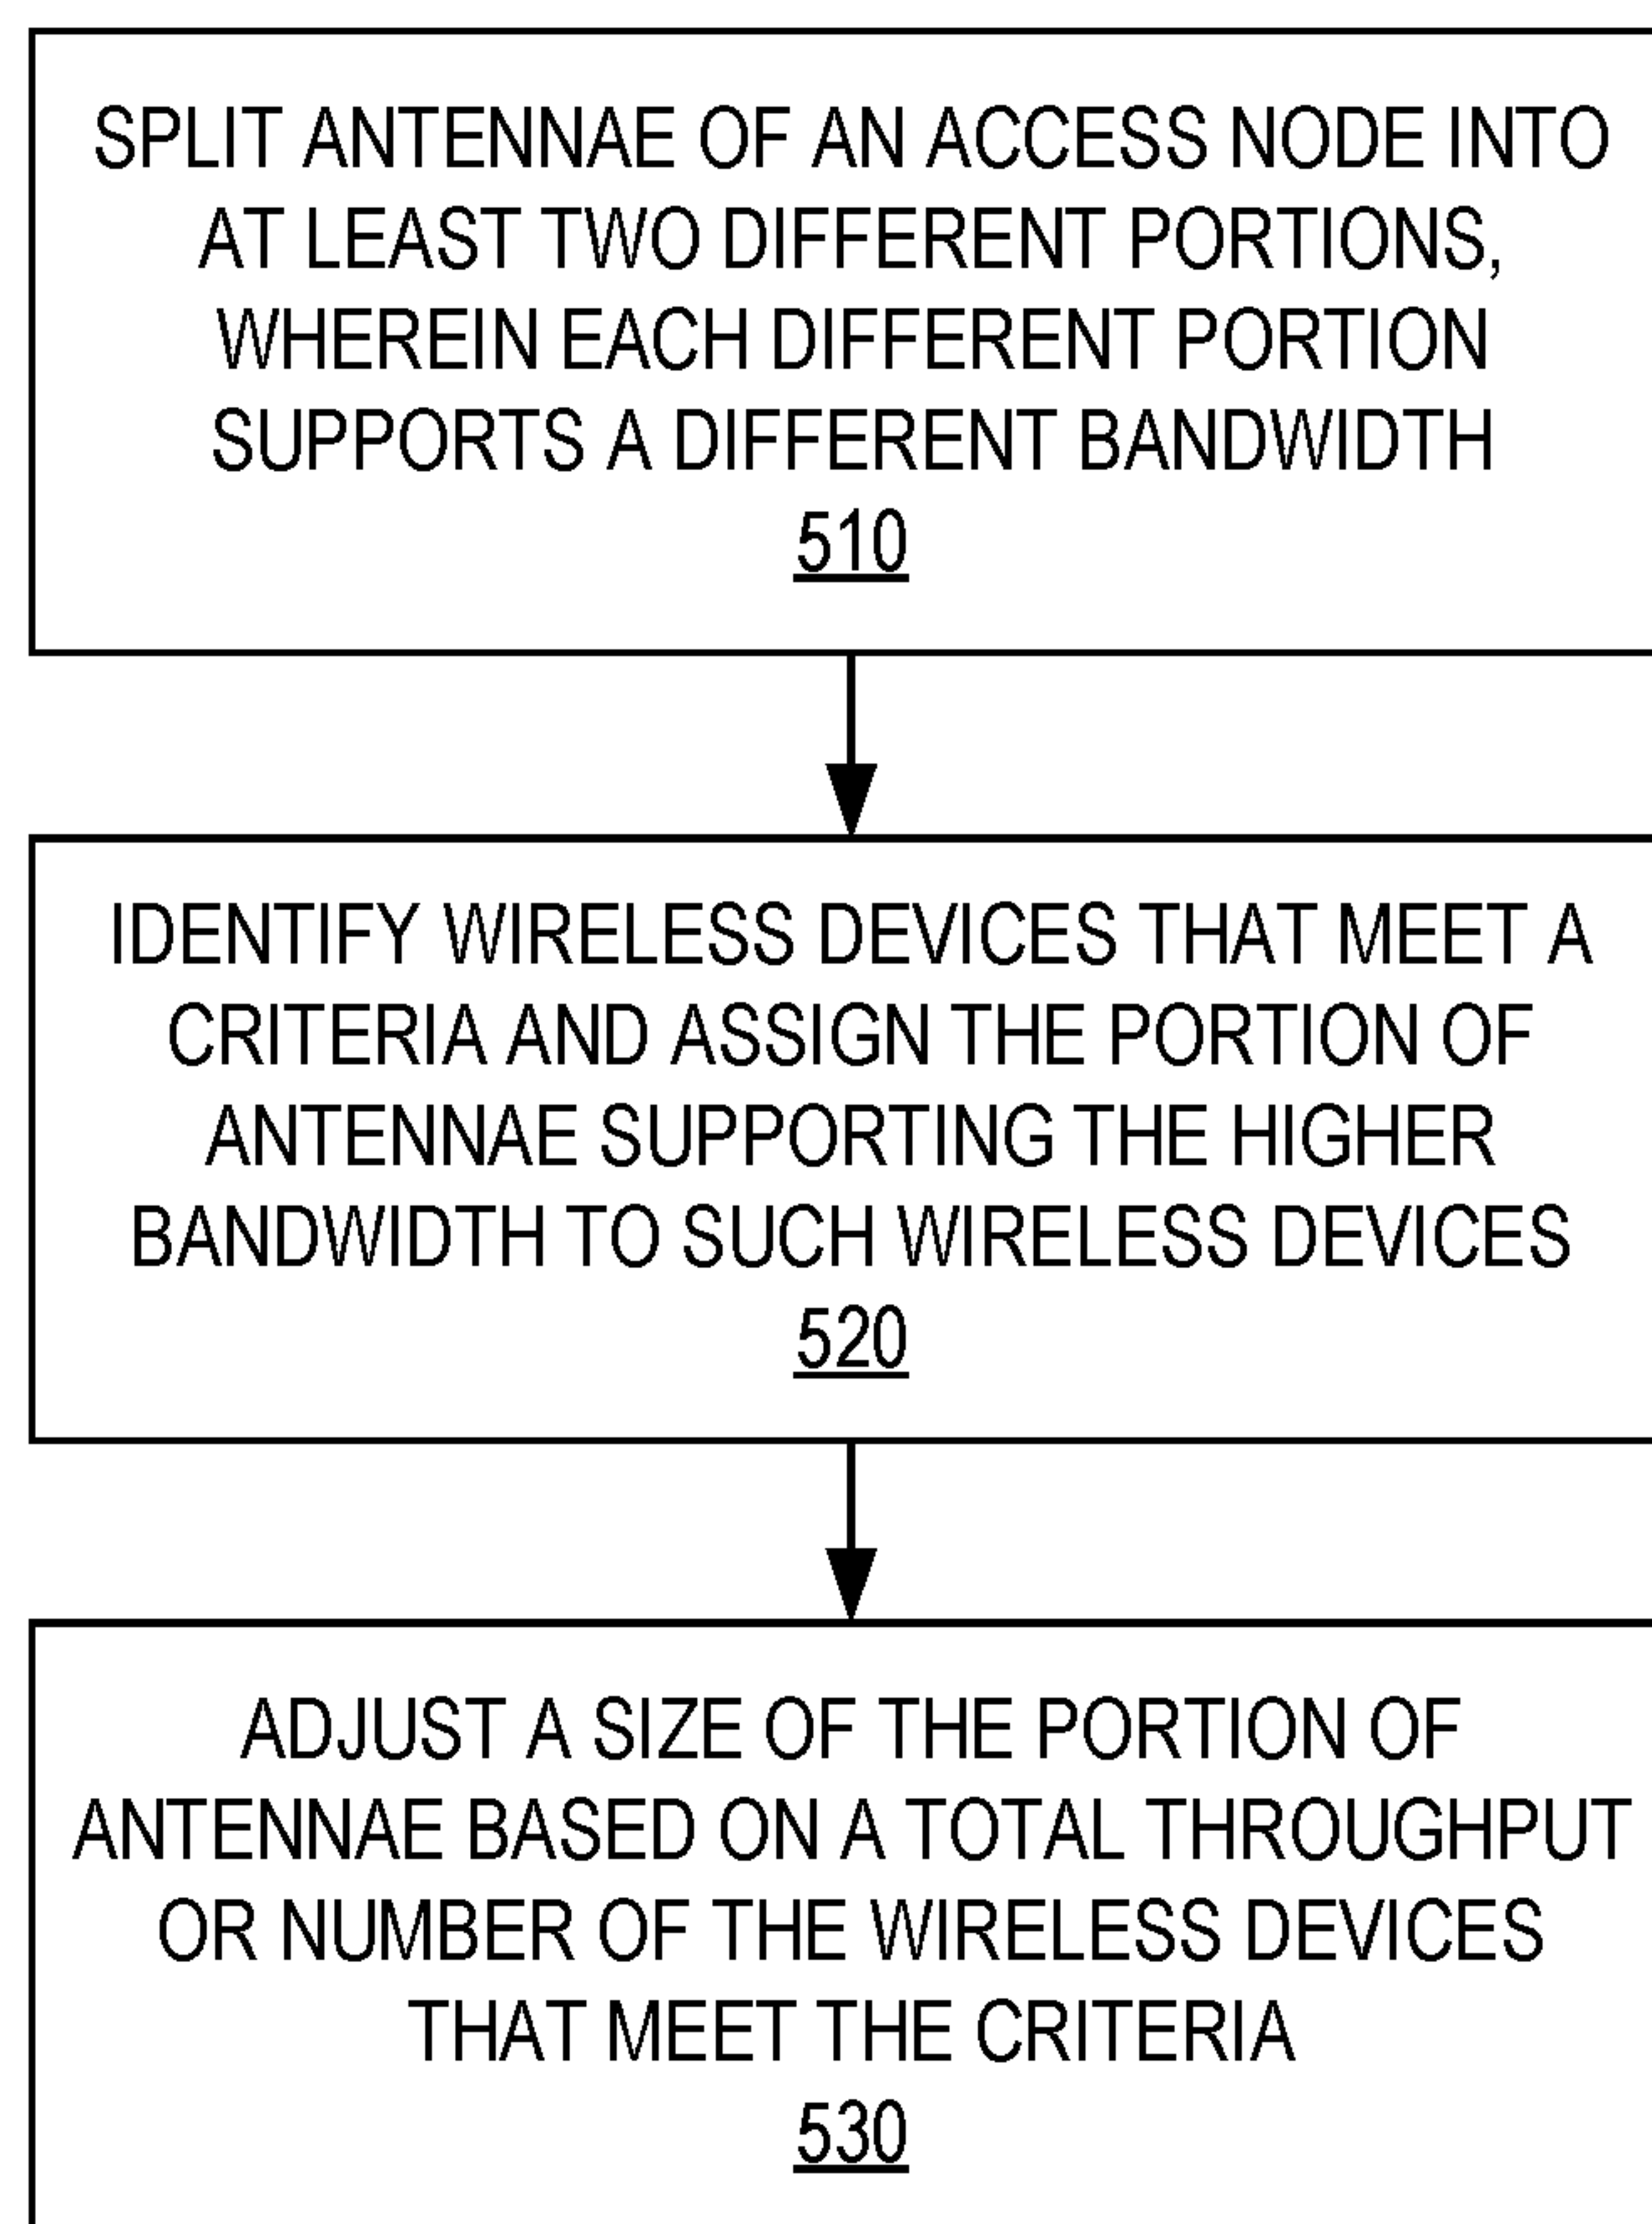 SPLIT ANTENNAE OF AN ACCESS NODE INTO
AT LEAST TWO DIFFERENT PORTIONS,
WHEREIN EACH DIFFERENT PORTION
SUPPORTS A DIFFERENT BANDWIDTH
510
IDENTIFY WIRELESS DEVICES THAT MEET A
CRITERIA AND ASSIGN THE PORTION OF
ANTENNAE SUPPORTING THE HIGHER
BANDWIDTH TO SUCH WIRELESS DEVICES
520
ADJUST A SIZE OF THE PORTION OF
ANTENNAE BASED ON A TOTAL THROUGHPUT
OR NUMBER OF THE WIRELESS DEVICES
THAT MEET THE CRITERIA
530